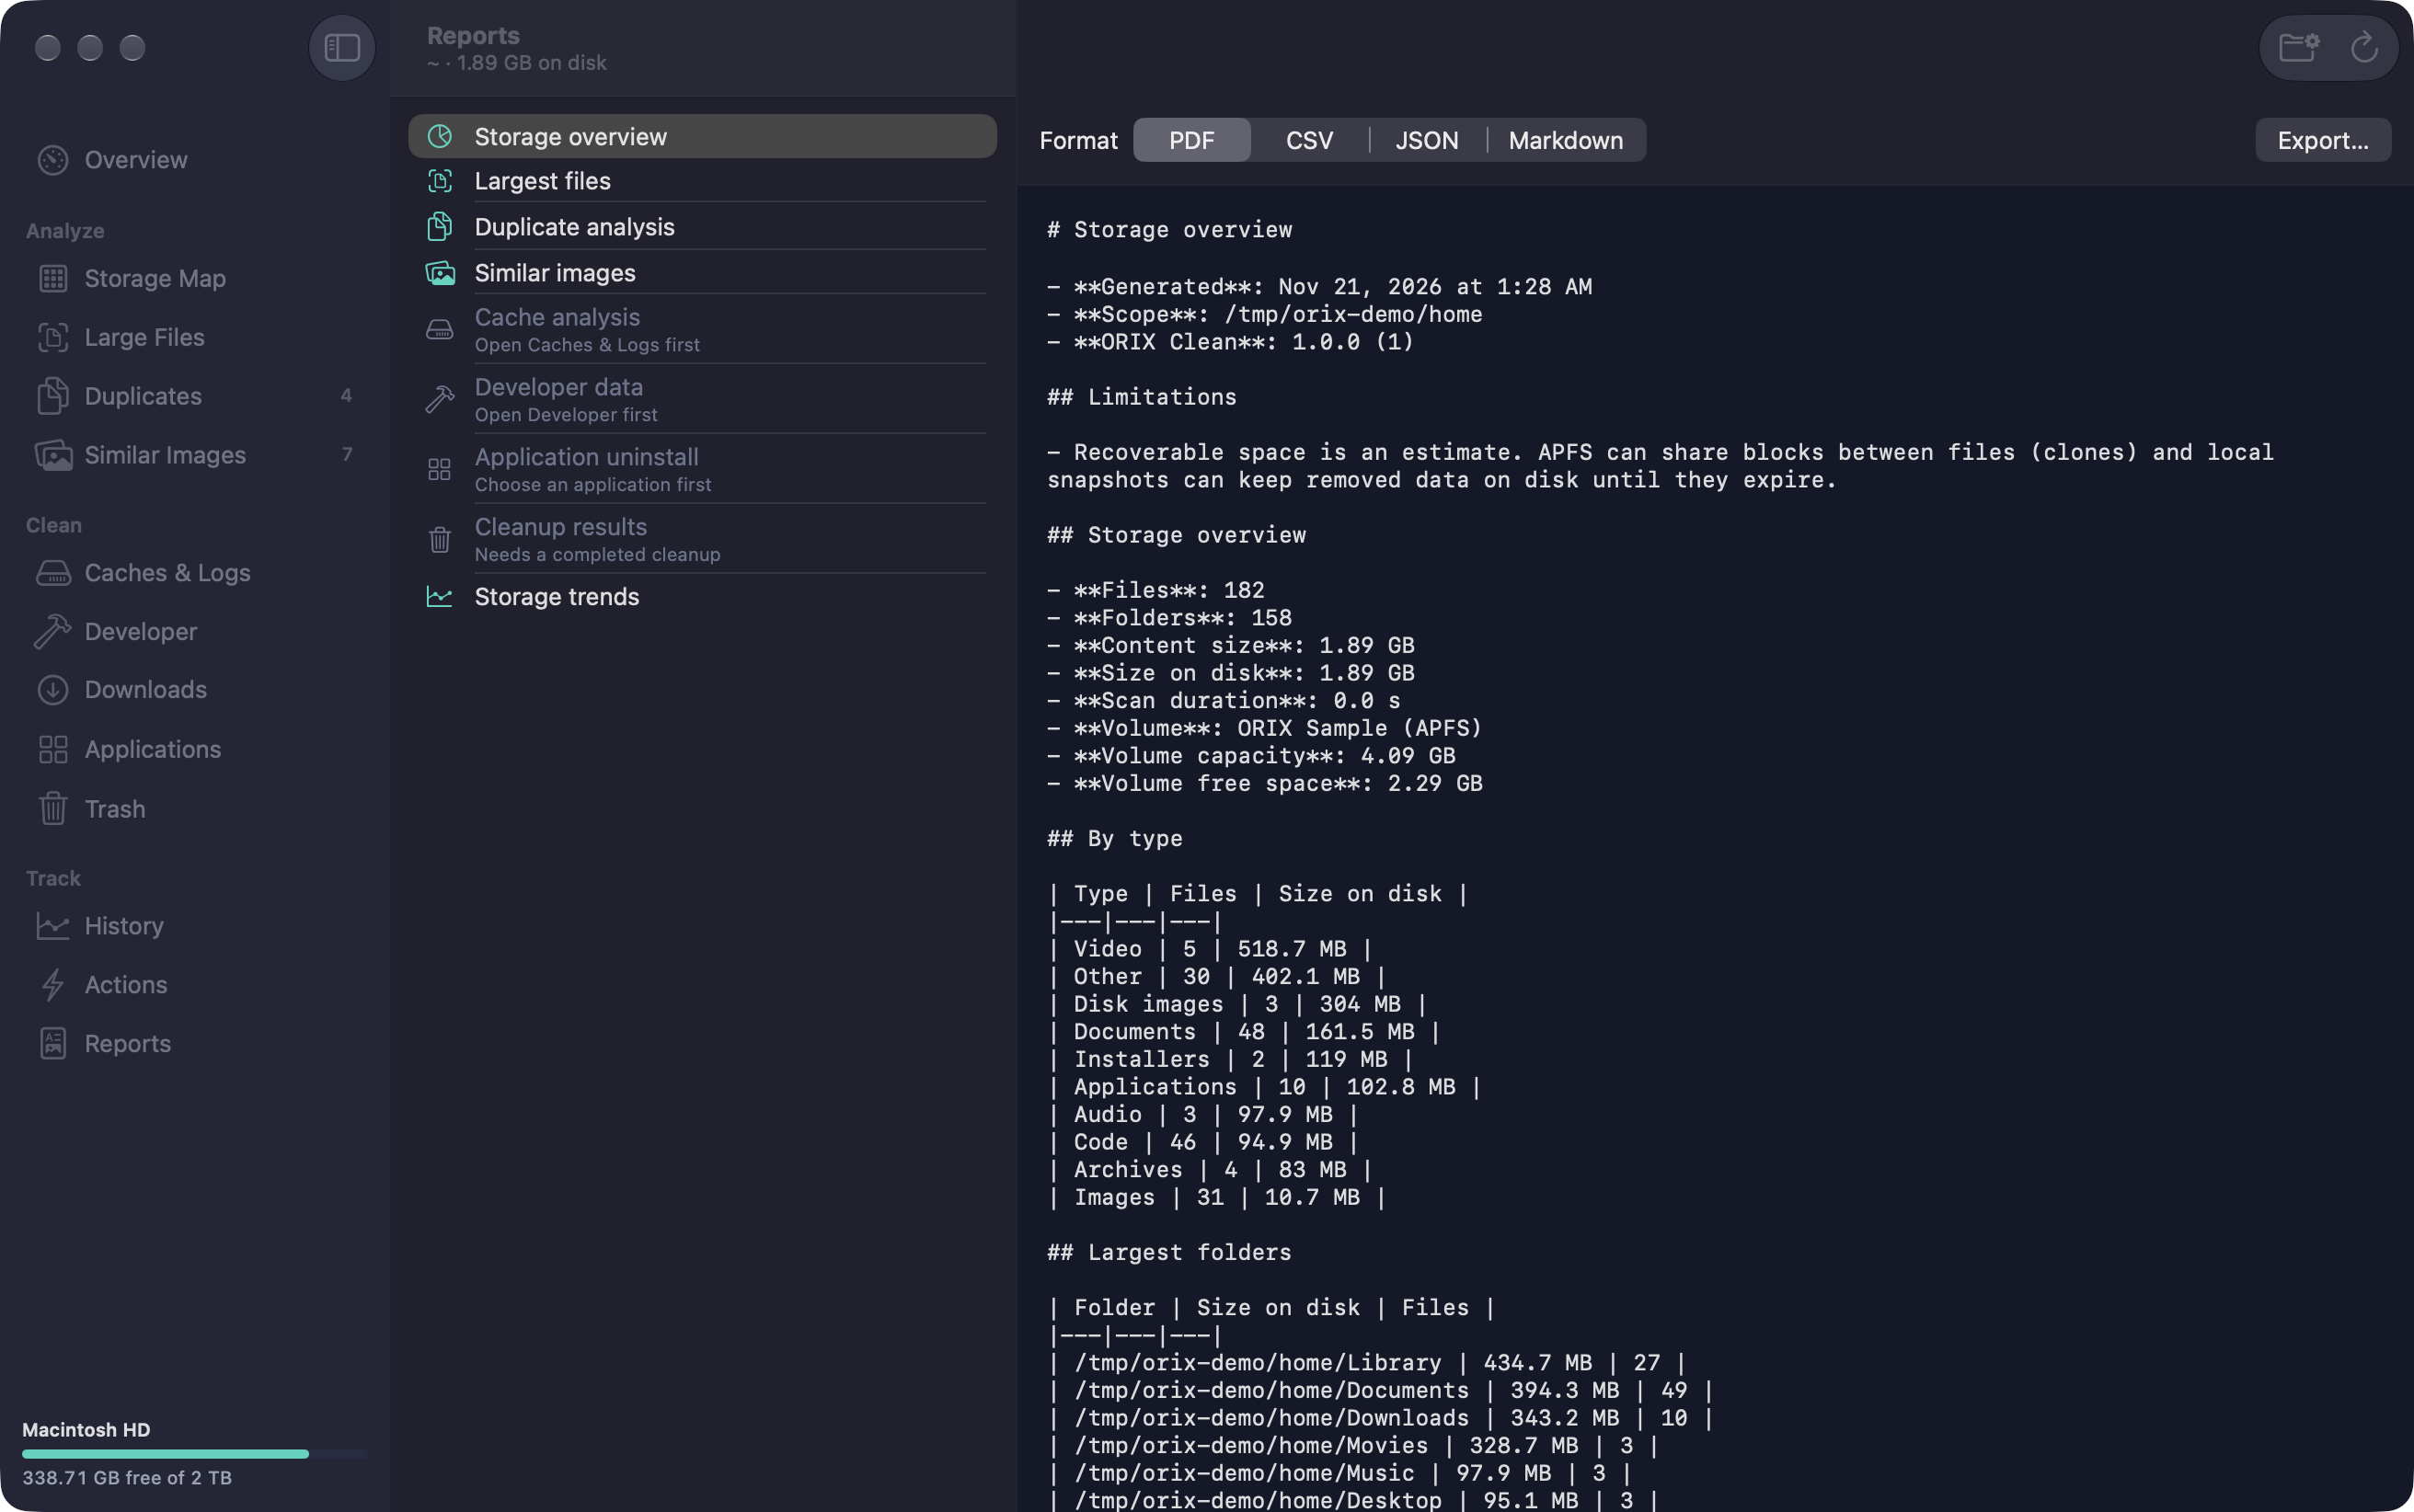 Overview
Analyze
Storage Map
Large Files
Duplicates 4
Similar Images 7
Clean
Caches & Logs
Developer
Downloads
Applications
Trash
Track
History
Actions
Reports
Macintosh HD
338.71 GB free of 2 TB
Reports
~ · 1.89 GB on disk
Storage overview
Largest files
Duplicate analysis
Similar images
Cache analysis
Open Caches & Logs first
Developer data
Open Developer first
Application uninstall
Choose an application first
Cleanup results
Needs a completed cleanup
Storage trends
Format PDF CSV JSON Markdown Export...
# Storage overview
- **Generated**: Nov 21, 2026 at 1:28 AM
- **Scope**: /tmp/orix-demo/home
- **ORIX Clean**: 1.0.0 (1)
## Limitations
- Recoverable space is an estimate. APFS can share blocks between files (clones) and local
snapshots can keep removed data on disk until they expire.
## Storage overview
- **Files**: 182
- **Folders**: 158
- **Content size**: 1.89 GB
- **Size on disk**: 1.89 GB
- **Scan duration**: 0.0 s
- **Volume**: ORIX Sample (APFS)
- **Volume capacity**: 4.09 GB
- **Volume free space**: 2.29 GB
## By type
| Type | Files | Size on disk |
|---|---|---|
| Video | 5 | 518.7 MB |
| Other | 30 | 402.1 MB |
| Disk images | 3 | 304 MB |
| Documents | 48 | 161.5 MB |
| Installers | 2 | 119 MB |
| Applications | 10 | 102.8 MB |
| Audio | 3 | 97.9 MB |
| Code | 46 | 94.9 MB |
| Archives | 4 | 83 MB |
| Images | 31 | 10.7 MB |
## Largest folders
| Folder | Size on disk | Files |
|---|---|---|
| /tmp/orix-demo/home/Library | 434.7 MB | 27 |
| /tmp/orix-demo/home/Documents | 394.3 MB | 49 |
| /tmp/orix-demo/home/Downloads | 343.2 MB | 10 |
| /tmp/orix-demo/home/Movies | 328.7 MB | 3 |
| /tmp/orix-demo/home/Music | 97.9 MB | 3 |
| /tmp/orix-demo/home/Desktop | 95.1 MB | 3 |